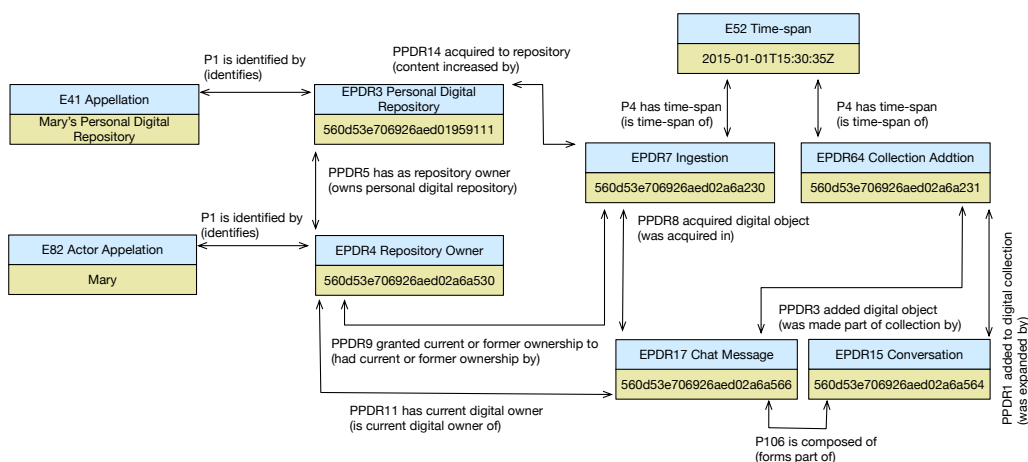 E52 Time-span
2015-01-01T15:30:35Z
P1 is identified by
(identifies)
PPDR14 acquired to repository
(content increased by)
E41 Appellation
Mary's Personal Digital
Repository
EPDR3 Personal Digital
Repository
560d53e706926aed01959111
P4 has time-span
(is time-span of)
P4 has time-span
(is time-span of)
EPDR7 Ingestion
560d53e706926aed02a6a230
EPDR64 Collection Addtion
560d53e706926aed02a6a231
PPDR5 has as repository owner
(owns personal digital repository)
P1 is identified by
(identifies)
PPDR8 acquired digital object
(was acquired in)
E82 Actor Appelation
Mary
EPDR4 Repository Owner
560d53e706926aed02a6a530
PPDR3 added digital object
(was made part of collection by)
PPDR1 added to digital collection
(was expanded by)
PPDR9 granted current or former ownership to
(had current or former ownership by)
EPDR17 Chat Message
560d53e706926aed02a6a566
EPDR15 Conversation
560d53e706926aed02a6a564
PPDR11 has current digital owner
(is current digital owner of)
P106 is composed of
(forms part of)